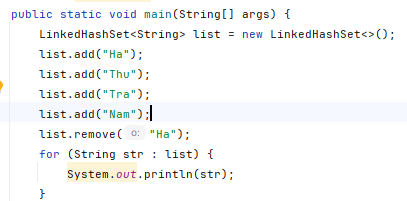 public static void main(String[] args) {
LinkedHashSet<String> list = new LinkedHashSet<>();
list.add("Ha");
list.add("Thu");
list.add("Tra");
list.add("Nam");
list.remove( o: "Ha");
for (String str : list) {
System.out.println(str);
}